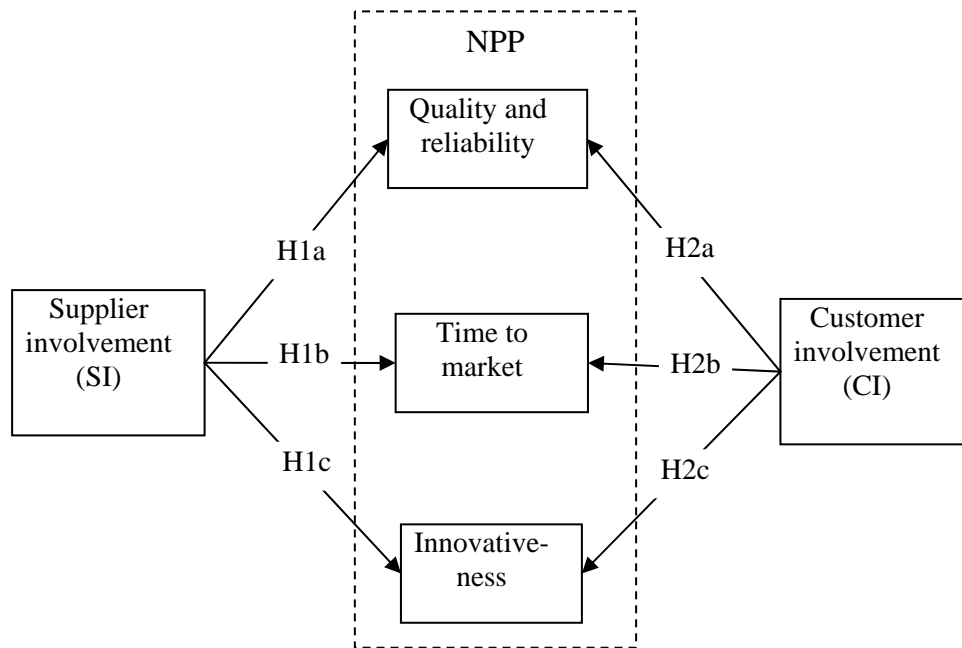 NPP
Quality and
reliability
H1a
H2a
Supplier
involvement
(SI)
H1b
Time to
market
H2b
Customer
involvement
(CI)
H1c
H2c
Innovative-
ness